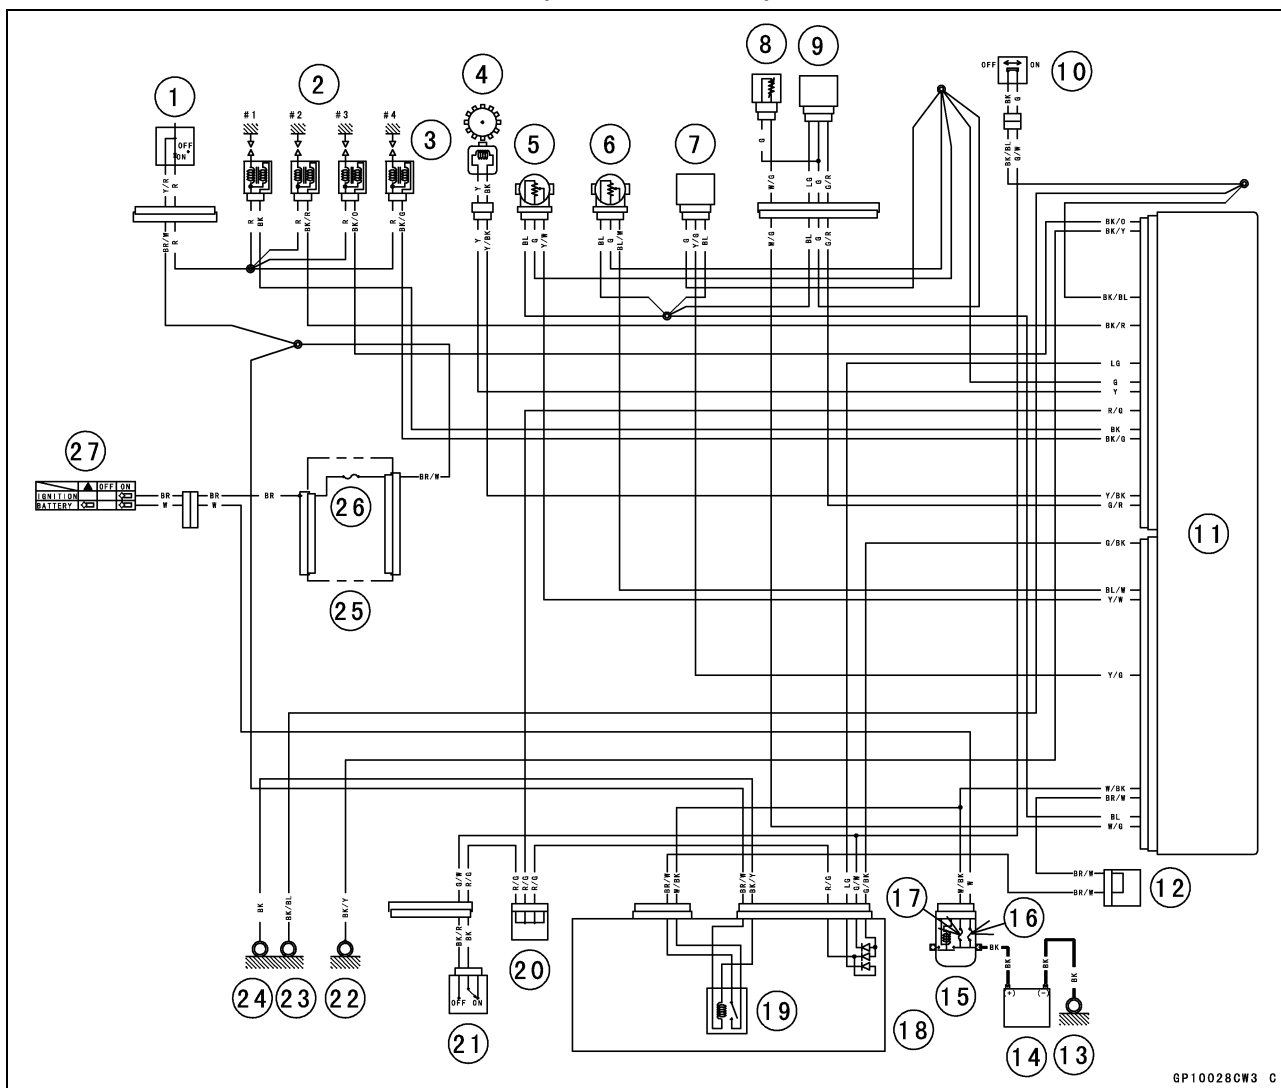 8 9
4
OFF ON 10
2
1
#1 #2 #3 #4
3
5 6 7
OFF
ON
BK G
Y/R R
Y BK
G W/G LG G G/R
BK/BL G/W
BR/W R
R BK R BK/R R BK/O R BK/G
Y Y/BK
BL G Y/W
BL G BL/W
G Y/G BL
W/G BL G G/R
BK/O
BK/Y
BK/BL
BK/R
LG
G
Y
R/G
BK
BK/G
27
OFF ON
IGNITION
BATTERY
BR BR BR
W W
BR/W
26
25
Y/BK
G/R
11
G/BK
BL/W
Y/W
Y/G
W/BK
BR/W
BL
W/G
BR/W
BR/W
12
G/W R/G
R/G R/G R/G
BR/W W/BK
BR/W BK/Y
R/G LG G/W G/BK
W/BK W
BK BK/BL BK/Y
BK/R BK
17 16
BK
BK BK BK
(+) (-)
24 23 22
20
15
OFF ON
21
19
18
14 13
GP10028CW3 C